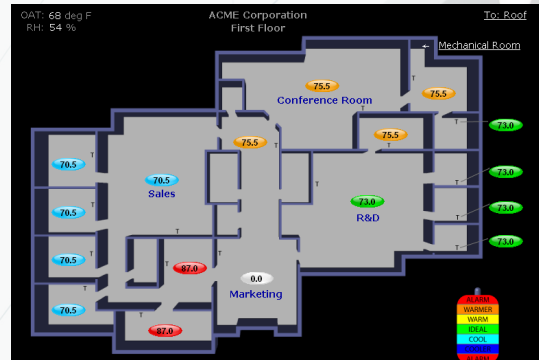 OAT: 68 deg F
RH: 54 %
ACME Corporation
First Floor
To: Roof
← Mechanical Room
75.5
75.5
Conference Room
73.0
T
T
T
T
75.5
75.5
T
T
70.5
T
70.5
Sales
73.0
T
73.0
R&D
70.5
T
73.0
T
T
T
73.0
T
70.5
T
87.0
0.0
Marketing
T
70.5
T
87.0
ALARM
WARMER
WARM
IDEAL
COOL
COOLER
ALARM